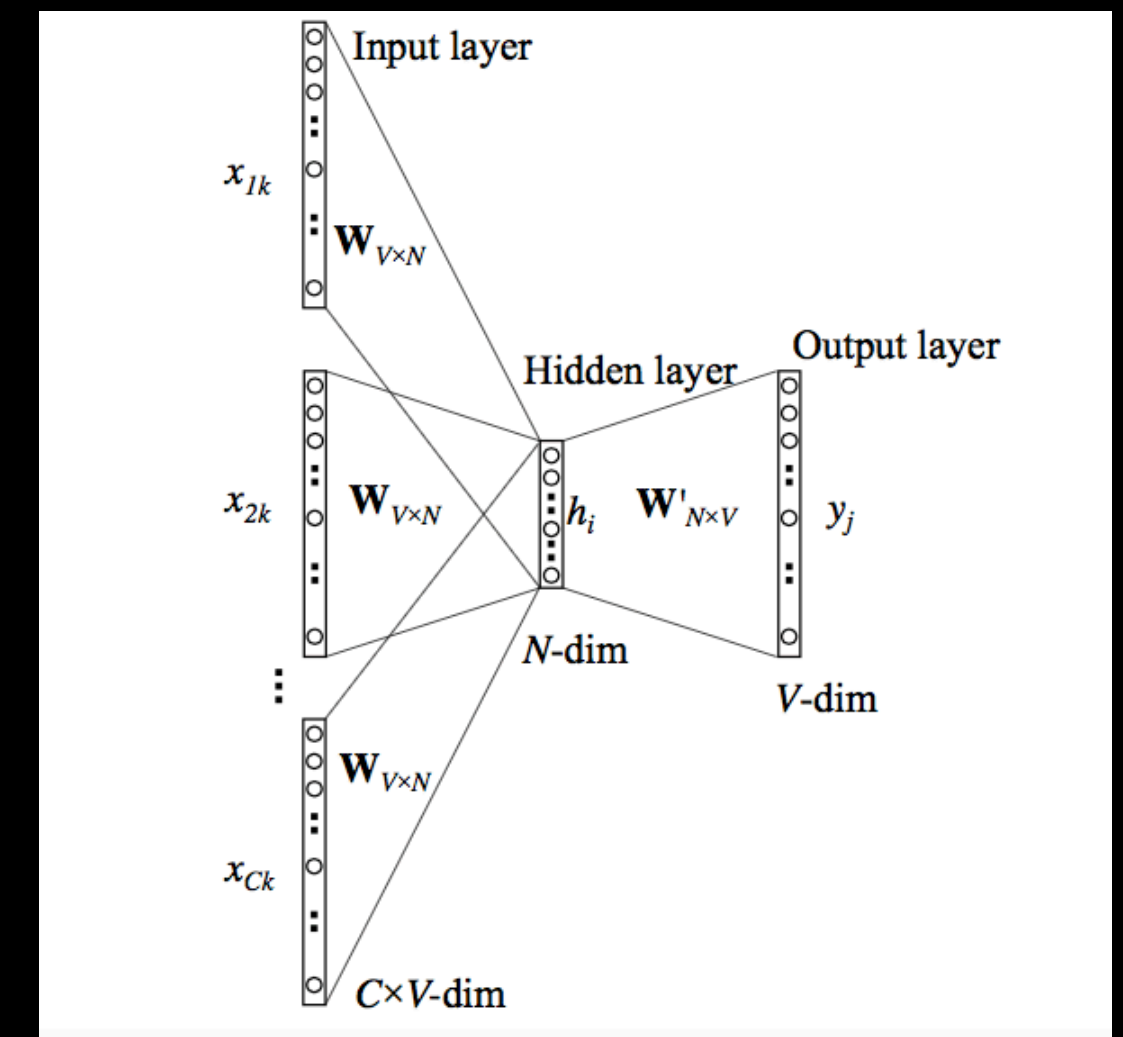 Input layer
x1k
WV×N
Hidden layer
Output layer
x2k
WV×N
hi
W'N×V
yj
N-dim
V-dim
WV×N
xCk
C×V-dim